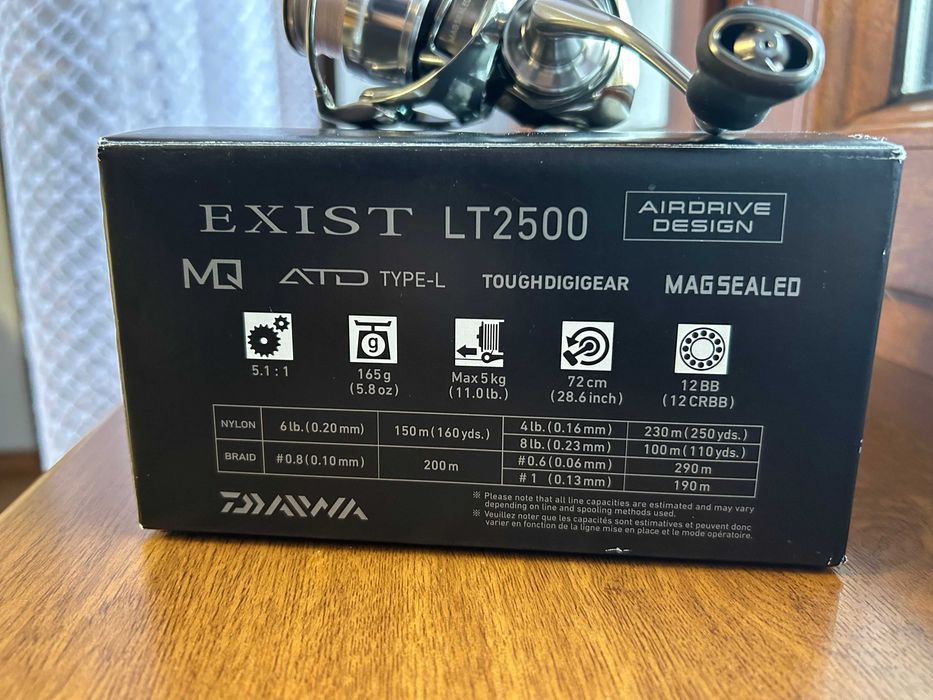 EXIST LT2500 AIRDRIVE DESIGN
MQ ATD TYPE-L TOUGHDIGIGEAR MAGSEALED
g
5.1 : 1 165g (5.8oz) Max 5kg (11.0lb.) 72cm (28.6inch) 12BB (12CRBB)
NYLON 6lb.(0.20mm) 150m(160yds.) 4lb.(0.16mm) 230m(250yds.)
8lb.(0.23mm) 100m(110yds.)
BRAID #0.8(0.10mm) 200m #0.6(0.06mm) 290m
#1 (0.13mm) 190m
DAIWA
※ Please note that all line capacities are estimated and may vary
depending on line and spooling methods used.
※ Veuillez noter que les capacités sont estimatives et peuvent donc
varier en fonction de la ligne mise en place et le mode opératoire.